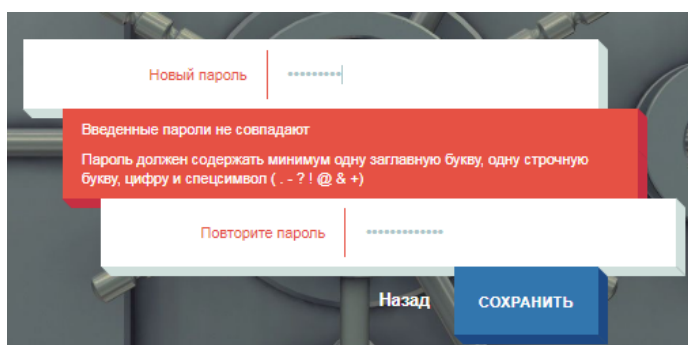 Новый пароль
Введенные пароли не совпадают
Пароль должен содержать минимум одну заглавную букву, одну строчную
букву, цифру и спецсимвол ( . - ? ! @ & +)
Повторите пароль
Назад
СОХРАНИТЬ